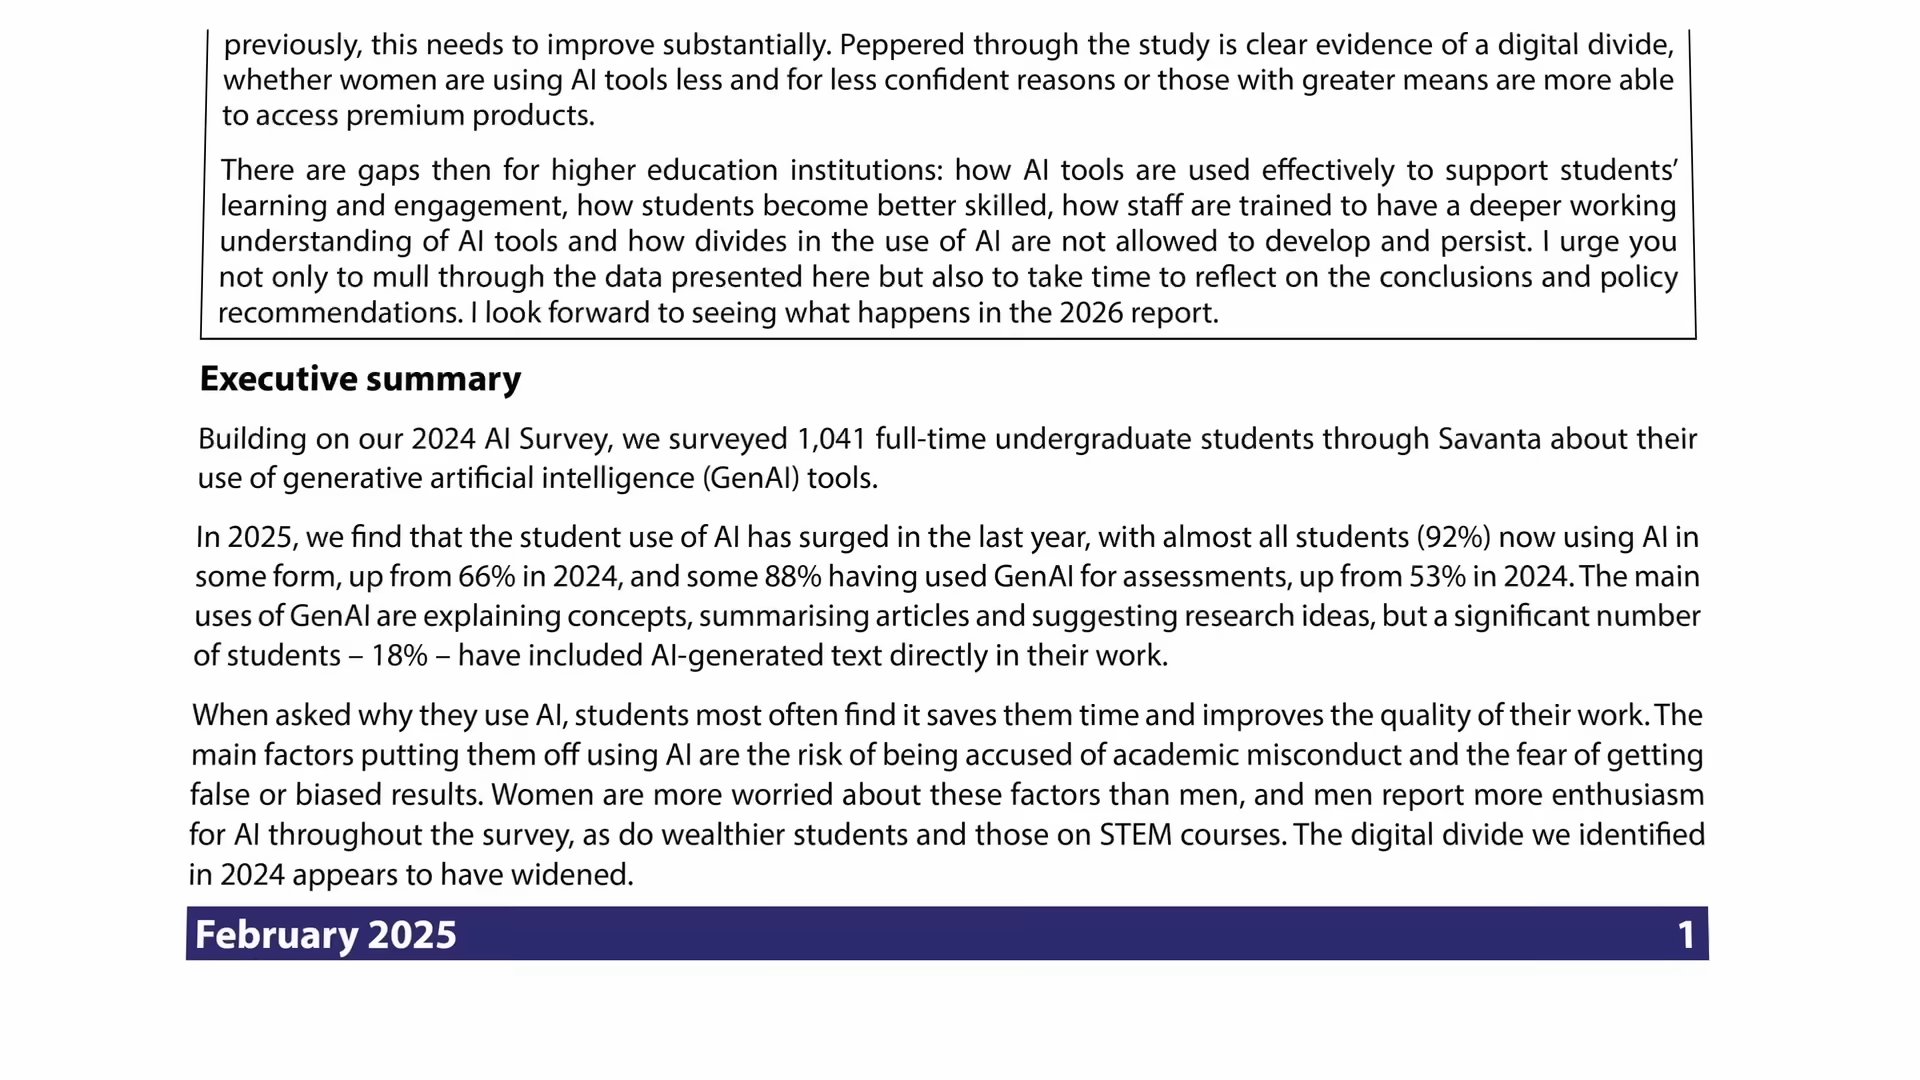 previously, this needs to improve substantially. Peppered through the study is clear evidence of a digital divide,
whether women are using AI tools less and for less confident reasons or those with greater means are more able
to access premium products.
There are gaps then for higher education institutions: how AI tools are used effectively to support students’
learning and engagement, how students become better skilled, how staff are trained to have a deeper working
understanding of AI tools and how divides in the use of AI are not allowed to develop and persist. I urge you
not only to mull through the data presented here but also to take time to reflect on the conclusions and policy
recommendations. I look forward to seeing what happens in the 2026 report.
Executive summary
Building on our 2024 AI Survey, we surveyed 1,041 full-time undergraduate students through Savanta about their
use of generative artificial intelligence (GenAI) tools.
In 2025, we find that the student use of AI has surged in the last year, with almost all students (92%) now using AI in
some form, up from 66% in 2024, and some 88% having used GenAI for assessments, up from 53% in 2024. The main
uses of GenAI are explaining concepts, summarising articles and suggesting research ideas, but a significant number
of students – 18% – have included AI-generated text directly in their work.
When asked why they use AI, students most often find it saves them time and improves the quality of their work. The
main factors putting them off using AI are the risk of being accused of academic misconduct and the fear of getting
false or biased results. Women are more worried about these factors than men, and men report more enthusiasm
for AI throughout the survey, as do wealthier students and those on STEM courses. The digital divide we identified
in 2024 appears to have widened.
February 2025 1